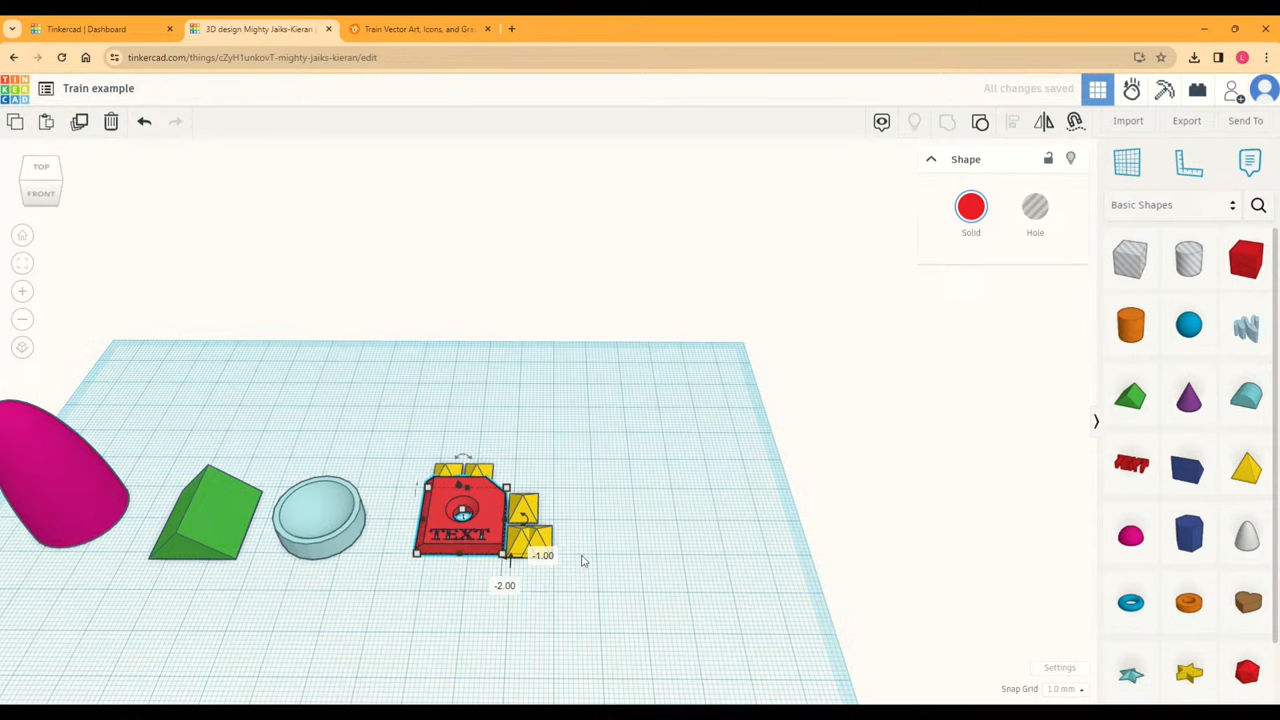 Tinkercad | Dashboard
3D design Mighty Jaiks-Kieran
Train Vector Art, Icons, and Gra
tinkercad.com/things/cZyH1unkovT-mighty-jaiks-kieran/edit
L
TIN
KER
CAD
Train example
All changes saved
Import
Export
Send To
TOP
FRONT
Shape
Solid
Hole
Basic Shapes
TEXT
TEXT
-1.00
-2.00
Settings
Snap Grid 1.0 mm